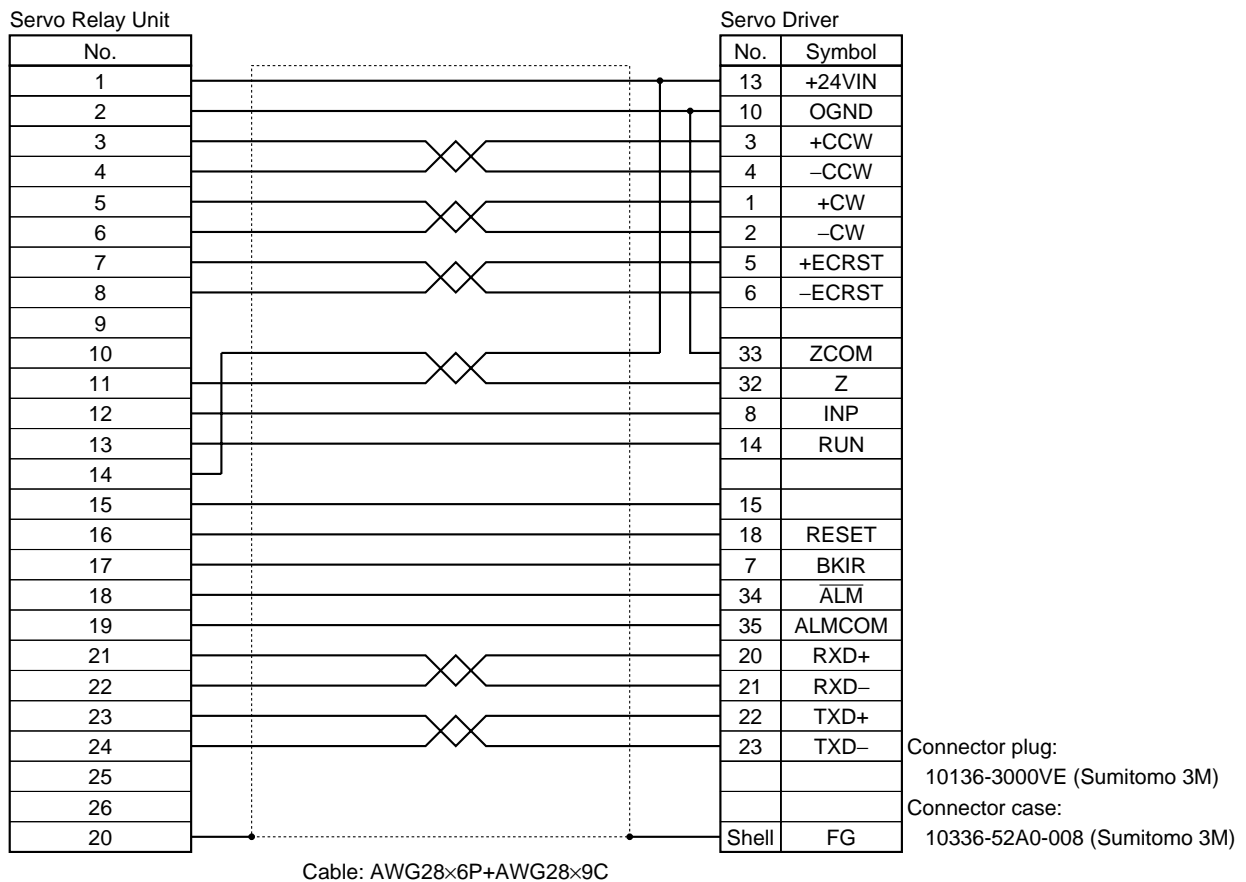 Servo Relay Unit Servo Driver
No. No. Symbol
1 13 +24VIN
2 10 OGND
3 3 +CCW
4 4 −CCW
5 1 +CW
6 2 −CW
7 5 +ECRST
8 6 −ECRST
9
10 33 ZCOM
11 32 Z
12 8 INP
13 14 RUN
14
15 15
16 18 RESET
17 7 BKIR
18 34 A̅L̅M̅
19 35 ALMCOM
21 20 RXD+
22 21 RXD−
23 22 TXD+
24 23 TXD− Connector plug:
25 10136-3000VE (Sumitomo 3M)
26 Connector case:
20 Shell FG 10336-52A0-008 (Sumitomo 3M)
Cable: AWG28×6P+AWG28×9C